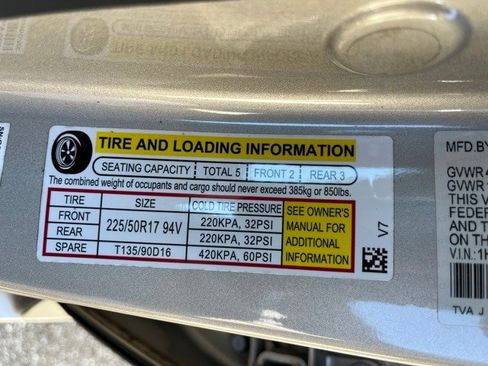 TIRE AND LOADING INFORMATION
SEATING CAPACITY TOTAL 5 FRONT 2 REAR 3
The combined weight of occupants and cargo should never exceed 385kg or 850lbs.
TIRE SIZE COLD TIRE PRESSURE
FRONT 225/50R17 94V 220KPA, 32PSI
REAR 220KPA, 32PSI
SPARE T135/90D16 420KPA, 60PSI
SEE OWNER'S
MANUAL FOR
ADDITIONAL
INFORMATION
V7
MFD.BY
GVWR
GVWR
THIS V
FEDER
AND T
ON TH
V.I.N.:1H
TVA J